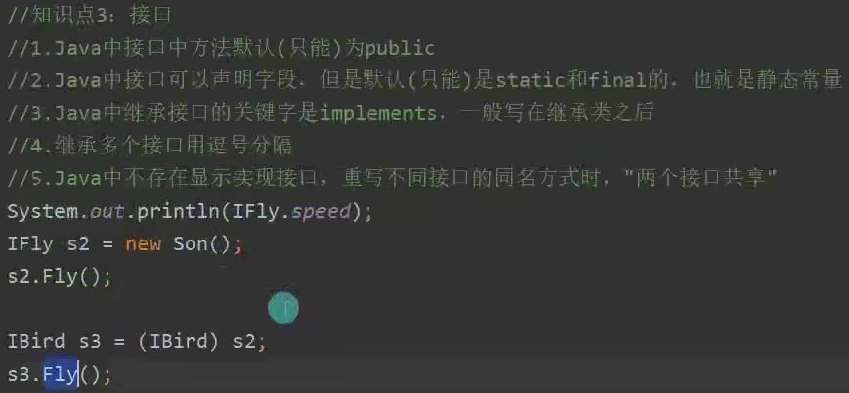 //知识点3：接口
//1.Java中接口中方法默认(只能)为public
//2.Java中接口可以声明字段．但是默认(只能)是static和final的．也就是静态常量
//3.Java中继承接口的关键字是implements，一般写在继承类之后
//4.继承多个接口用逗号分隔
//5.Java中不存在显示实现接口，重写不同接口的同名方式时，"两个接口共享"
System.out.println(IFly.speed);
IFly s2 = new Son();
s2.Fly();
IBird s3 = (IBird) s2;
s3.Fly();